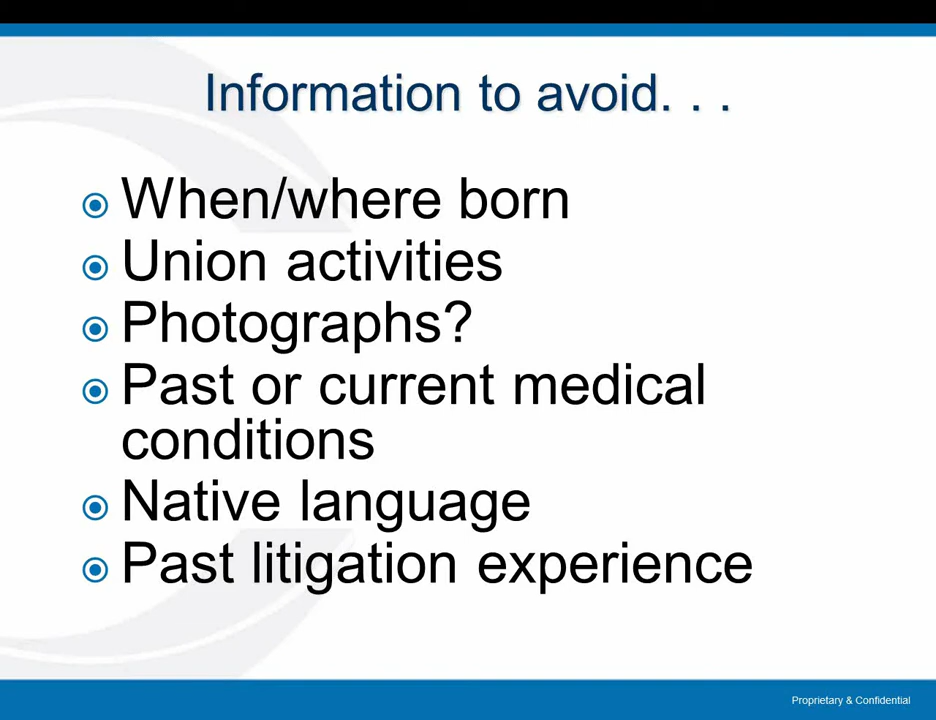 Information to avoid. . .
When/where born
Union activities
Photographs?
Past or current medical
conditions
Native language
Past litigation experience
Proprietary & Confidential